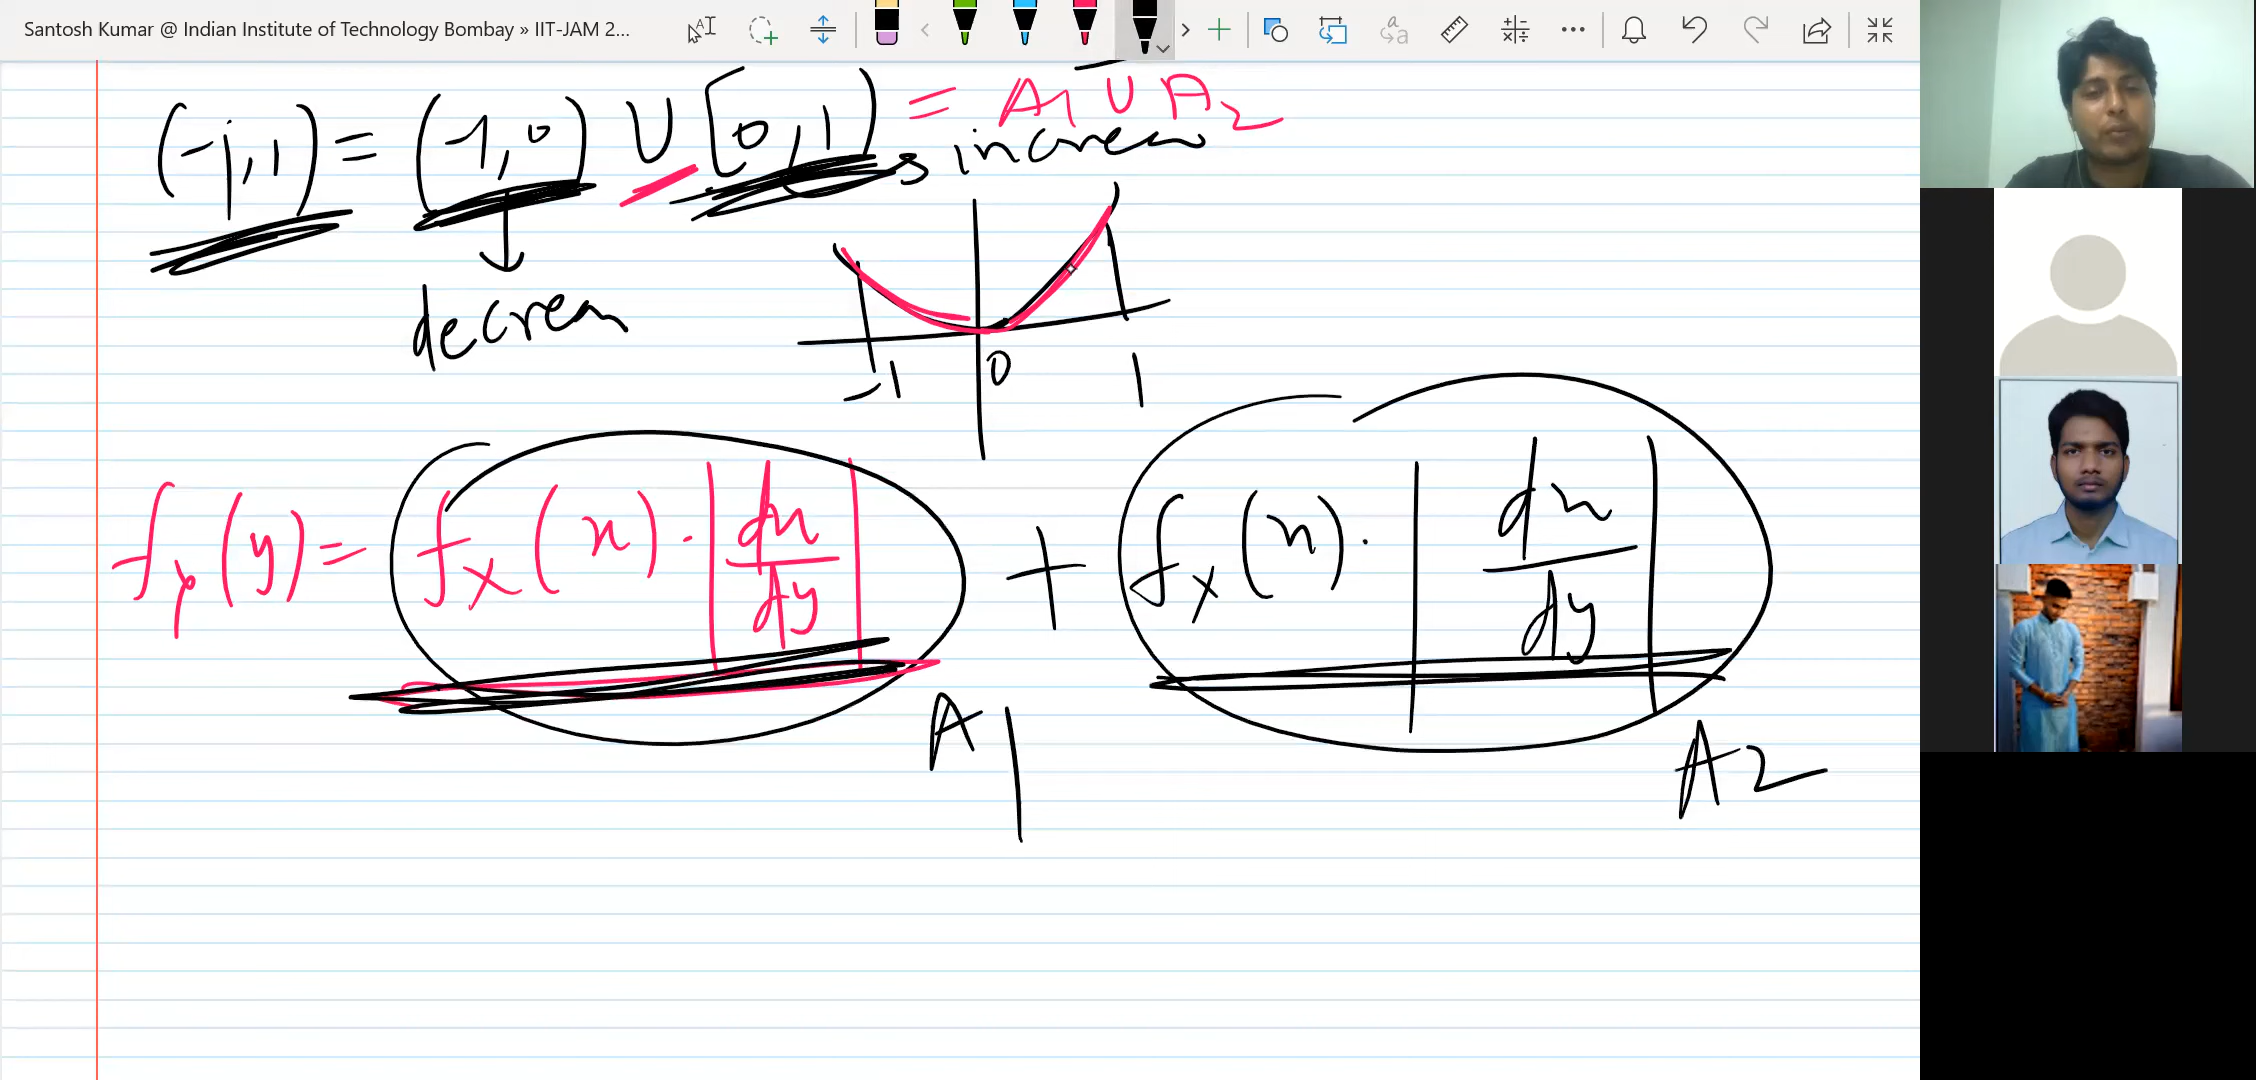 Santosh Kumar @ Indian Institute of Technology Bombay » IIT-JAM 2...
(-1,1) = (-1,0) U [0,1) = A1 U A2
increas
decrea
-1 0 1
fy(y) = fx(x) · |dx/dy| + fx(x) · |dx/dy|
A1 A2